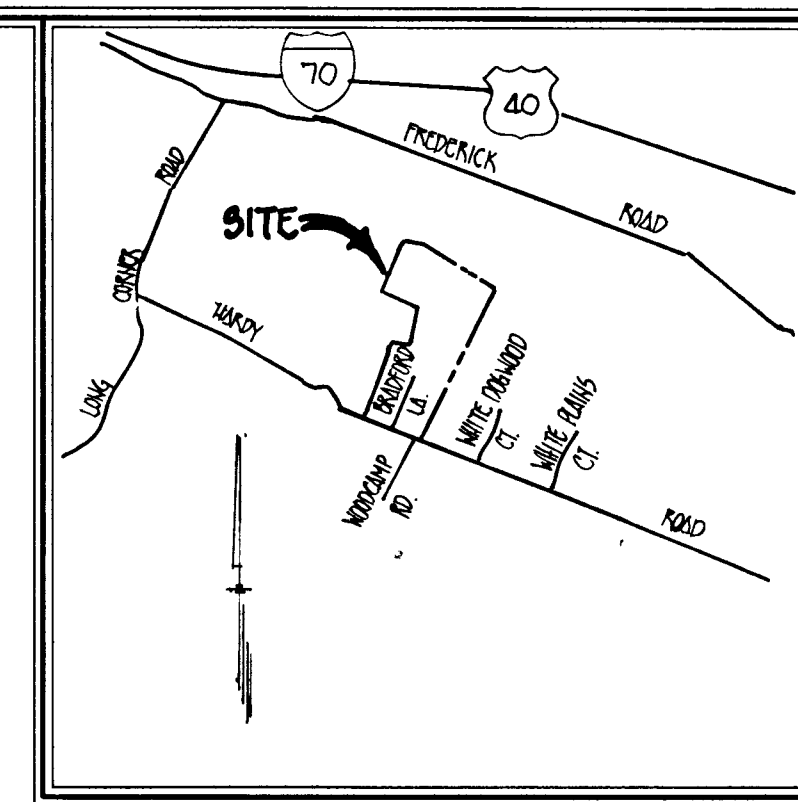 70
40
FREDERICK ROAD
SITE
LONG CORNER ROAD
HARDY ROAD
BRADFORD
LA.
WHITE DOGWOOD
CT.
WHITE PLAINS
CT.
WOODCAMP
RD.